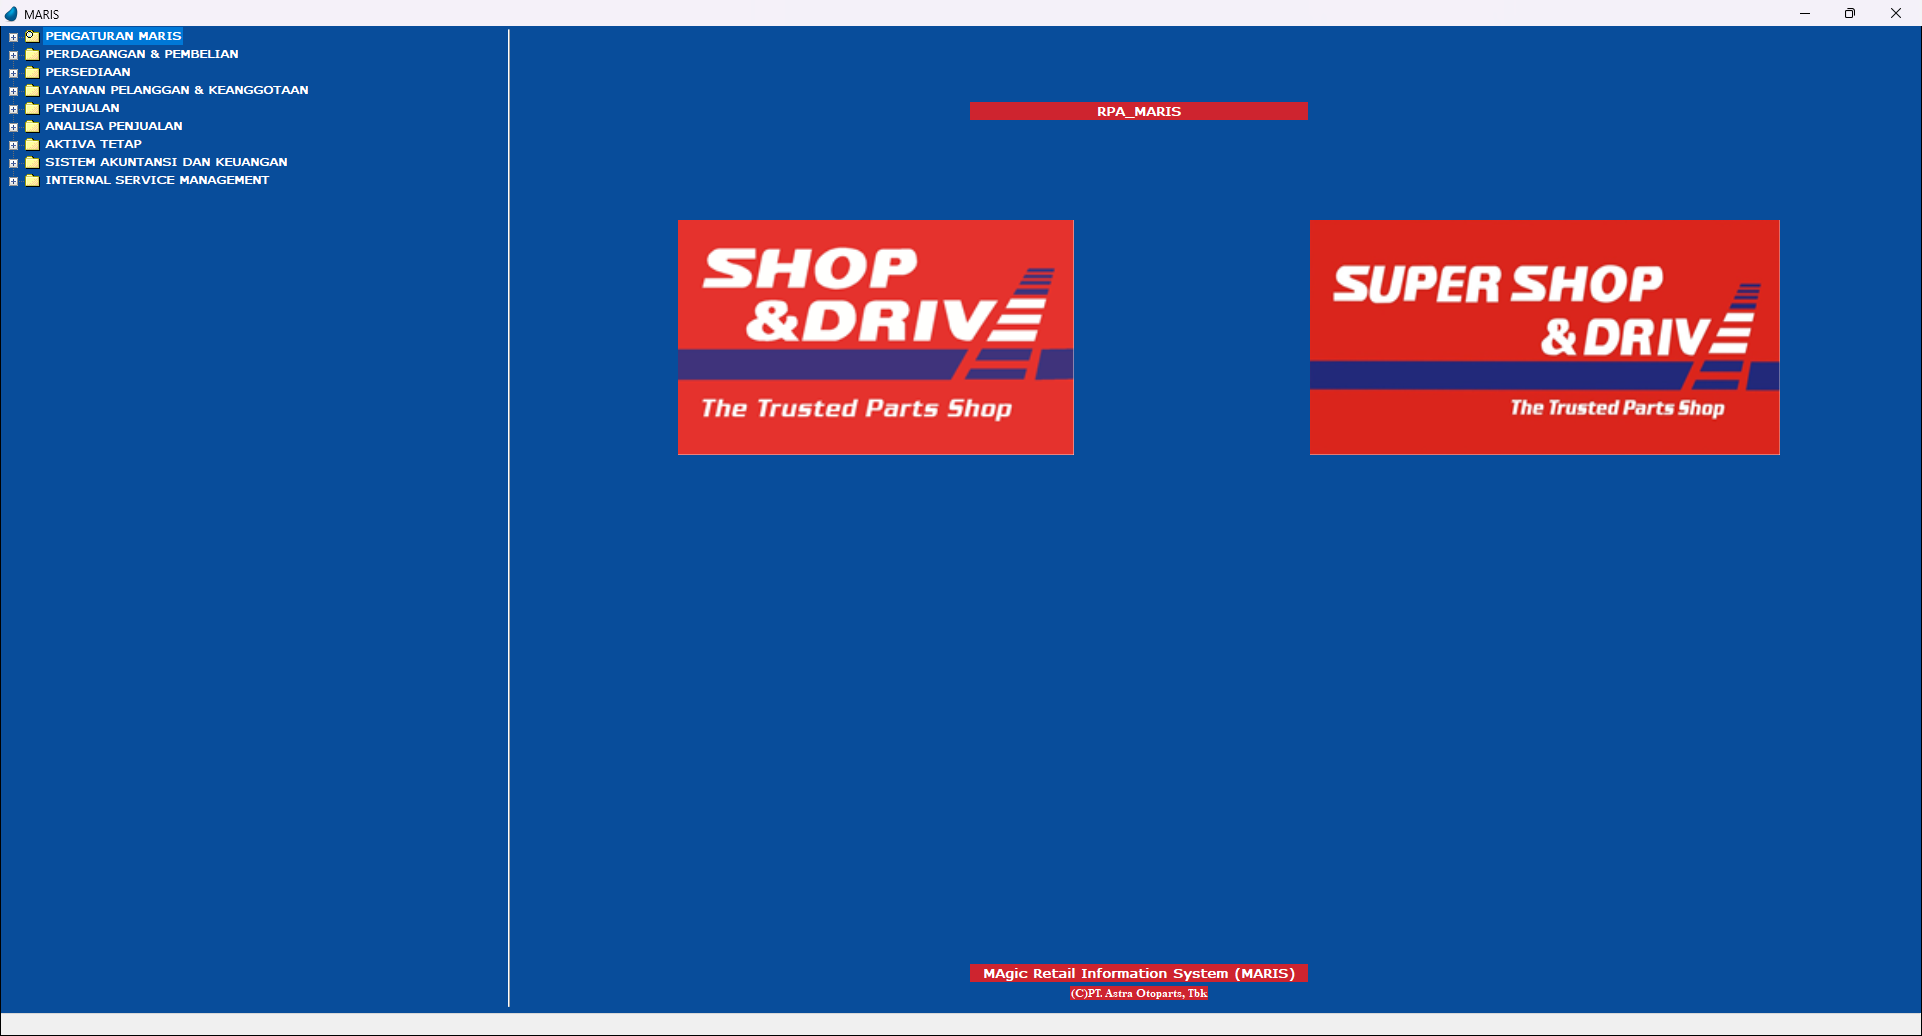 MARIS
PENGATURAN MARIS
PERDAGANGAN & PEMBELIAN
PERSEDIAAN
LAYANAN PELANGGAN & KEANGGOTAAN
PENJUALAN
ANALISA PENJUALAN
AKTIVA TETAP
SISTEM AKUNTANSI DAN KEUANGAN
INTERNAL SERVICE MANAGEMENT
RPA_MARIS
SHOP
&DRIVE
The Trusted Parts Shop
SUPER SHOP
&DRIVE
The Trusted Parts Shop
MAgic Retail Information System (MARIS)
(C)PT. Astra Otoparts, Tbk